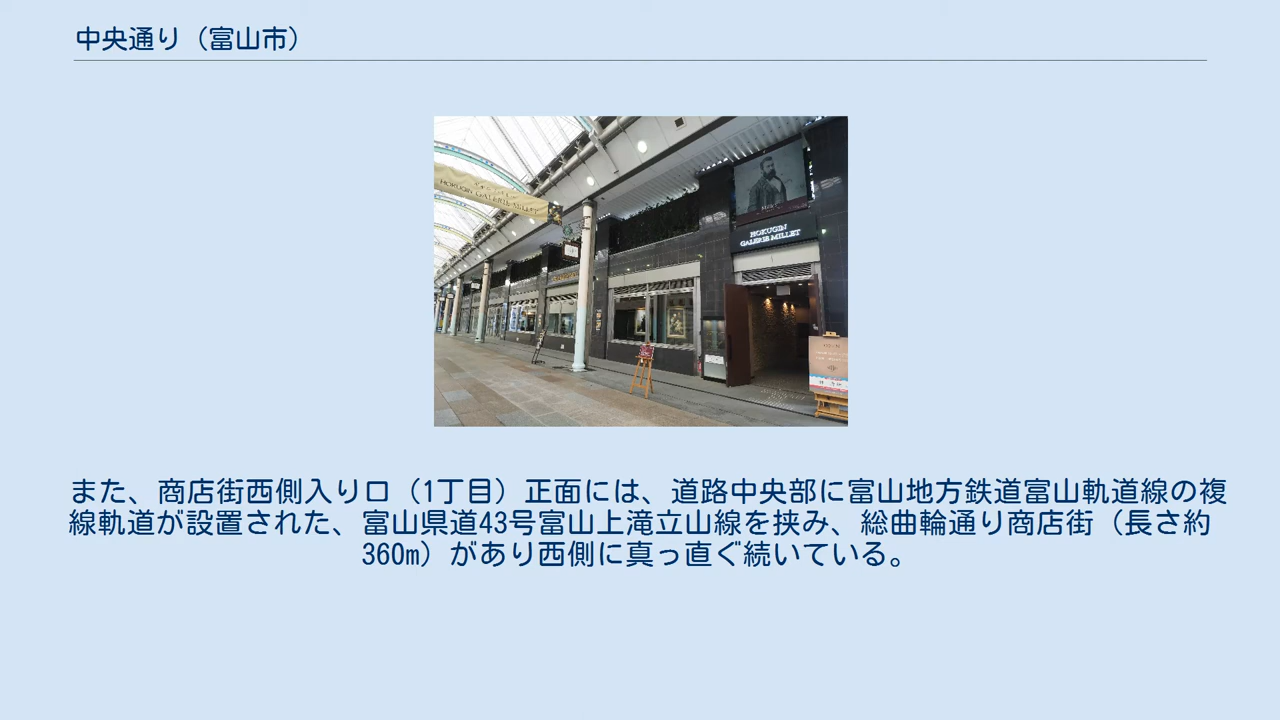 中央通り（富山市）
HOKUGIN GALERIE MILLET
HOKUGIN
GALERIE MILLET
また、商店街西側入り口（1丁目）正面には、道路中央部に富山地方鉄道富山軌道線の複
線軌道が設置された、富山県道43号富山上滝立山線を挟み、総曲輪通り商店街（長さ約
360m）があり西側に真っ直ぐ続いている。